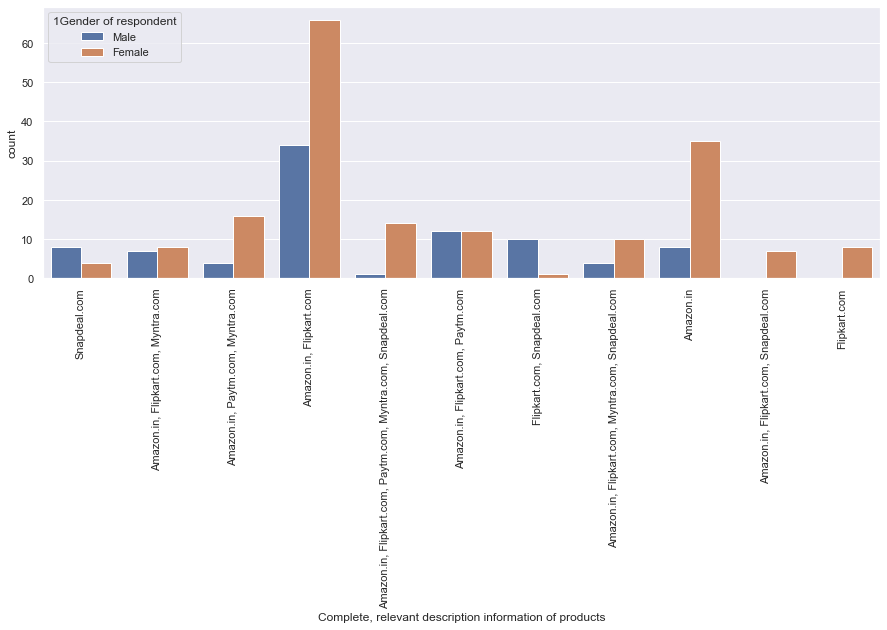 1Gender of respondent
Male
Female
count
60
50
40
30
20
10
0
Snapdeal.com
Amazon.in, Flipkart.com, Myntra.com
Amazon.in, Paytm.com, Myntra.com
Amazon.in, Flipkart.com
Amazon.in, Flipkart.com, Paytm.com, Myntra.com, Snapdeal.com
Amazon.in, Flipkart.com, Paytm.com
Flipkart.com, Snapdeal.com
Amazon.in, Flipkart.com, Myntra.com, Snapdeal.com
Amazon.in
Amazon.in, Flipkart.com, Snapdeal.com
Flipkart.com
Complete, relevant description information of products